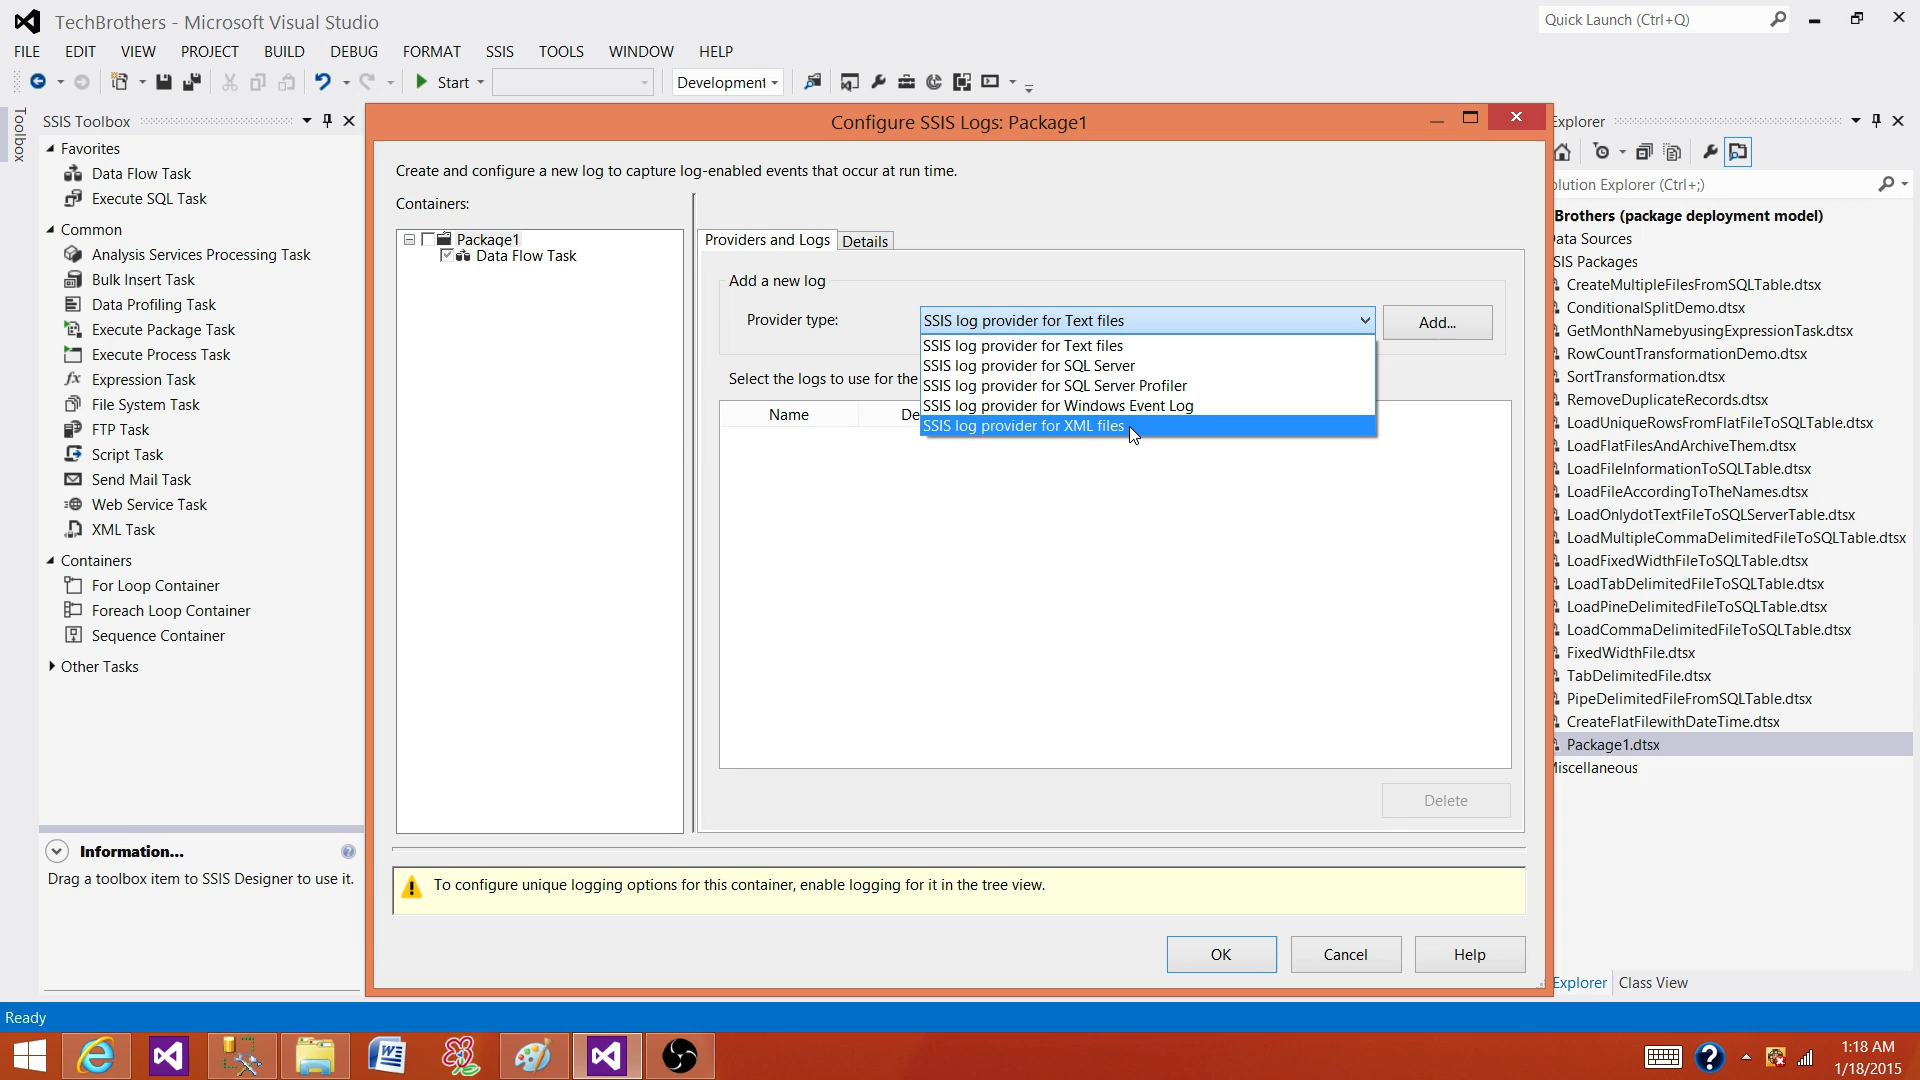 TechBrothers - Microsoft Visual Studio
Quick Launch (Ctrl+Q)
FILE EDIT VIEW PROJECT BUILD DEBUG FORMAT SSIS TOOLS WINDOW HELP
Start Development
Toolbox
SSIS Toolbox
Favorites
Data Flow Task
Execute SQL Task
Common
Analysis Services Processing Task
Bulk Insert Task
Data Profiling Task
Execute Package Task
Execute Process Task
Expression Task
File System Task
FTP Task
Script Task
Send Mail Task
Web Service Task
XML Task
Containers
For Loop Container
Foreach Loop Container
Sequence Container
Other Tasks
Information...
Drag a toolbox item to SSIS Designer to use it.
Configure SSIS Logs: Package1
Create and configure a new log to capture log-enabled events that occur at run time.
Containers:
Package1
Data Flow Task
Providers and Logs Details
Add a new log
Provider type: SSIS log provider for Text files Add...
SSIS log provider for Text files
SSIS log provider for SQL Server
SSIS log provider for SQL Server Profiler
SSIS log provider for Windows Event Log
SSIS log provider for XML files
Select the logs to use for the
Name De
Delete
To configure unique logging options for this container, enable logging for it in the tree view.
OK Cancel Help
Explorer
olution Explorer (Ctrl+;)
Brothers (package deployment model)
ata Sources
SIS Packages
CreateMultipleFilesFromSQLTable.dtsx
ConditionalSplitDemo.dtsx
GetMonthNamebyusingExpressionTask.dtsx
RowCountTransformationDemo.dtsx
SortTransformation.dtsx
RemoveDuplicateRecords.dtsx
LoadUniqueRowsFromFlatFileToSQLTable.dtsx
LoadFlatFilesAndArchiveThem.dtsx
LoadFileInformationToSQLTable.dtsx
LoadFileAccordingToTheNames.dtsx
LoadOnlydotTextFileToSQLServerTable.dtsx
LoadMultipleCommaDelimitedFileToSQLTable.dtsx
LoadFixedWidthFileToSQLTable.dtsx
LoadTabDelimitedFileToSQLTable.dtsx
LoadPineDelimitedFileToSQLTable.dtsx
LoadCommaDelimitedFileToSQLTable.dtsx
FixedWidthFile.dtsx
TabDelimitedFile.dtsx
PipeDelimitedFileFromSQLTable.dtsx
CreateFlatFilewithDateTime.dtsx
Package1.dtsx
Miscellaneous
Explorer Class View
Ready
1:18 AM
1/18/2015